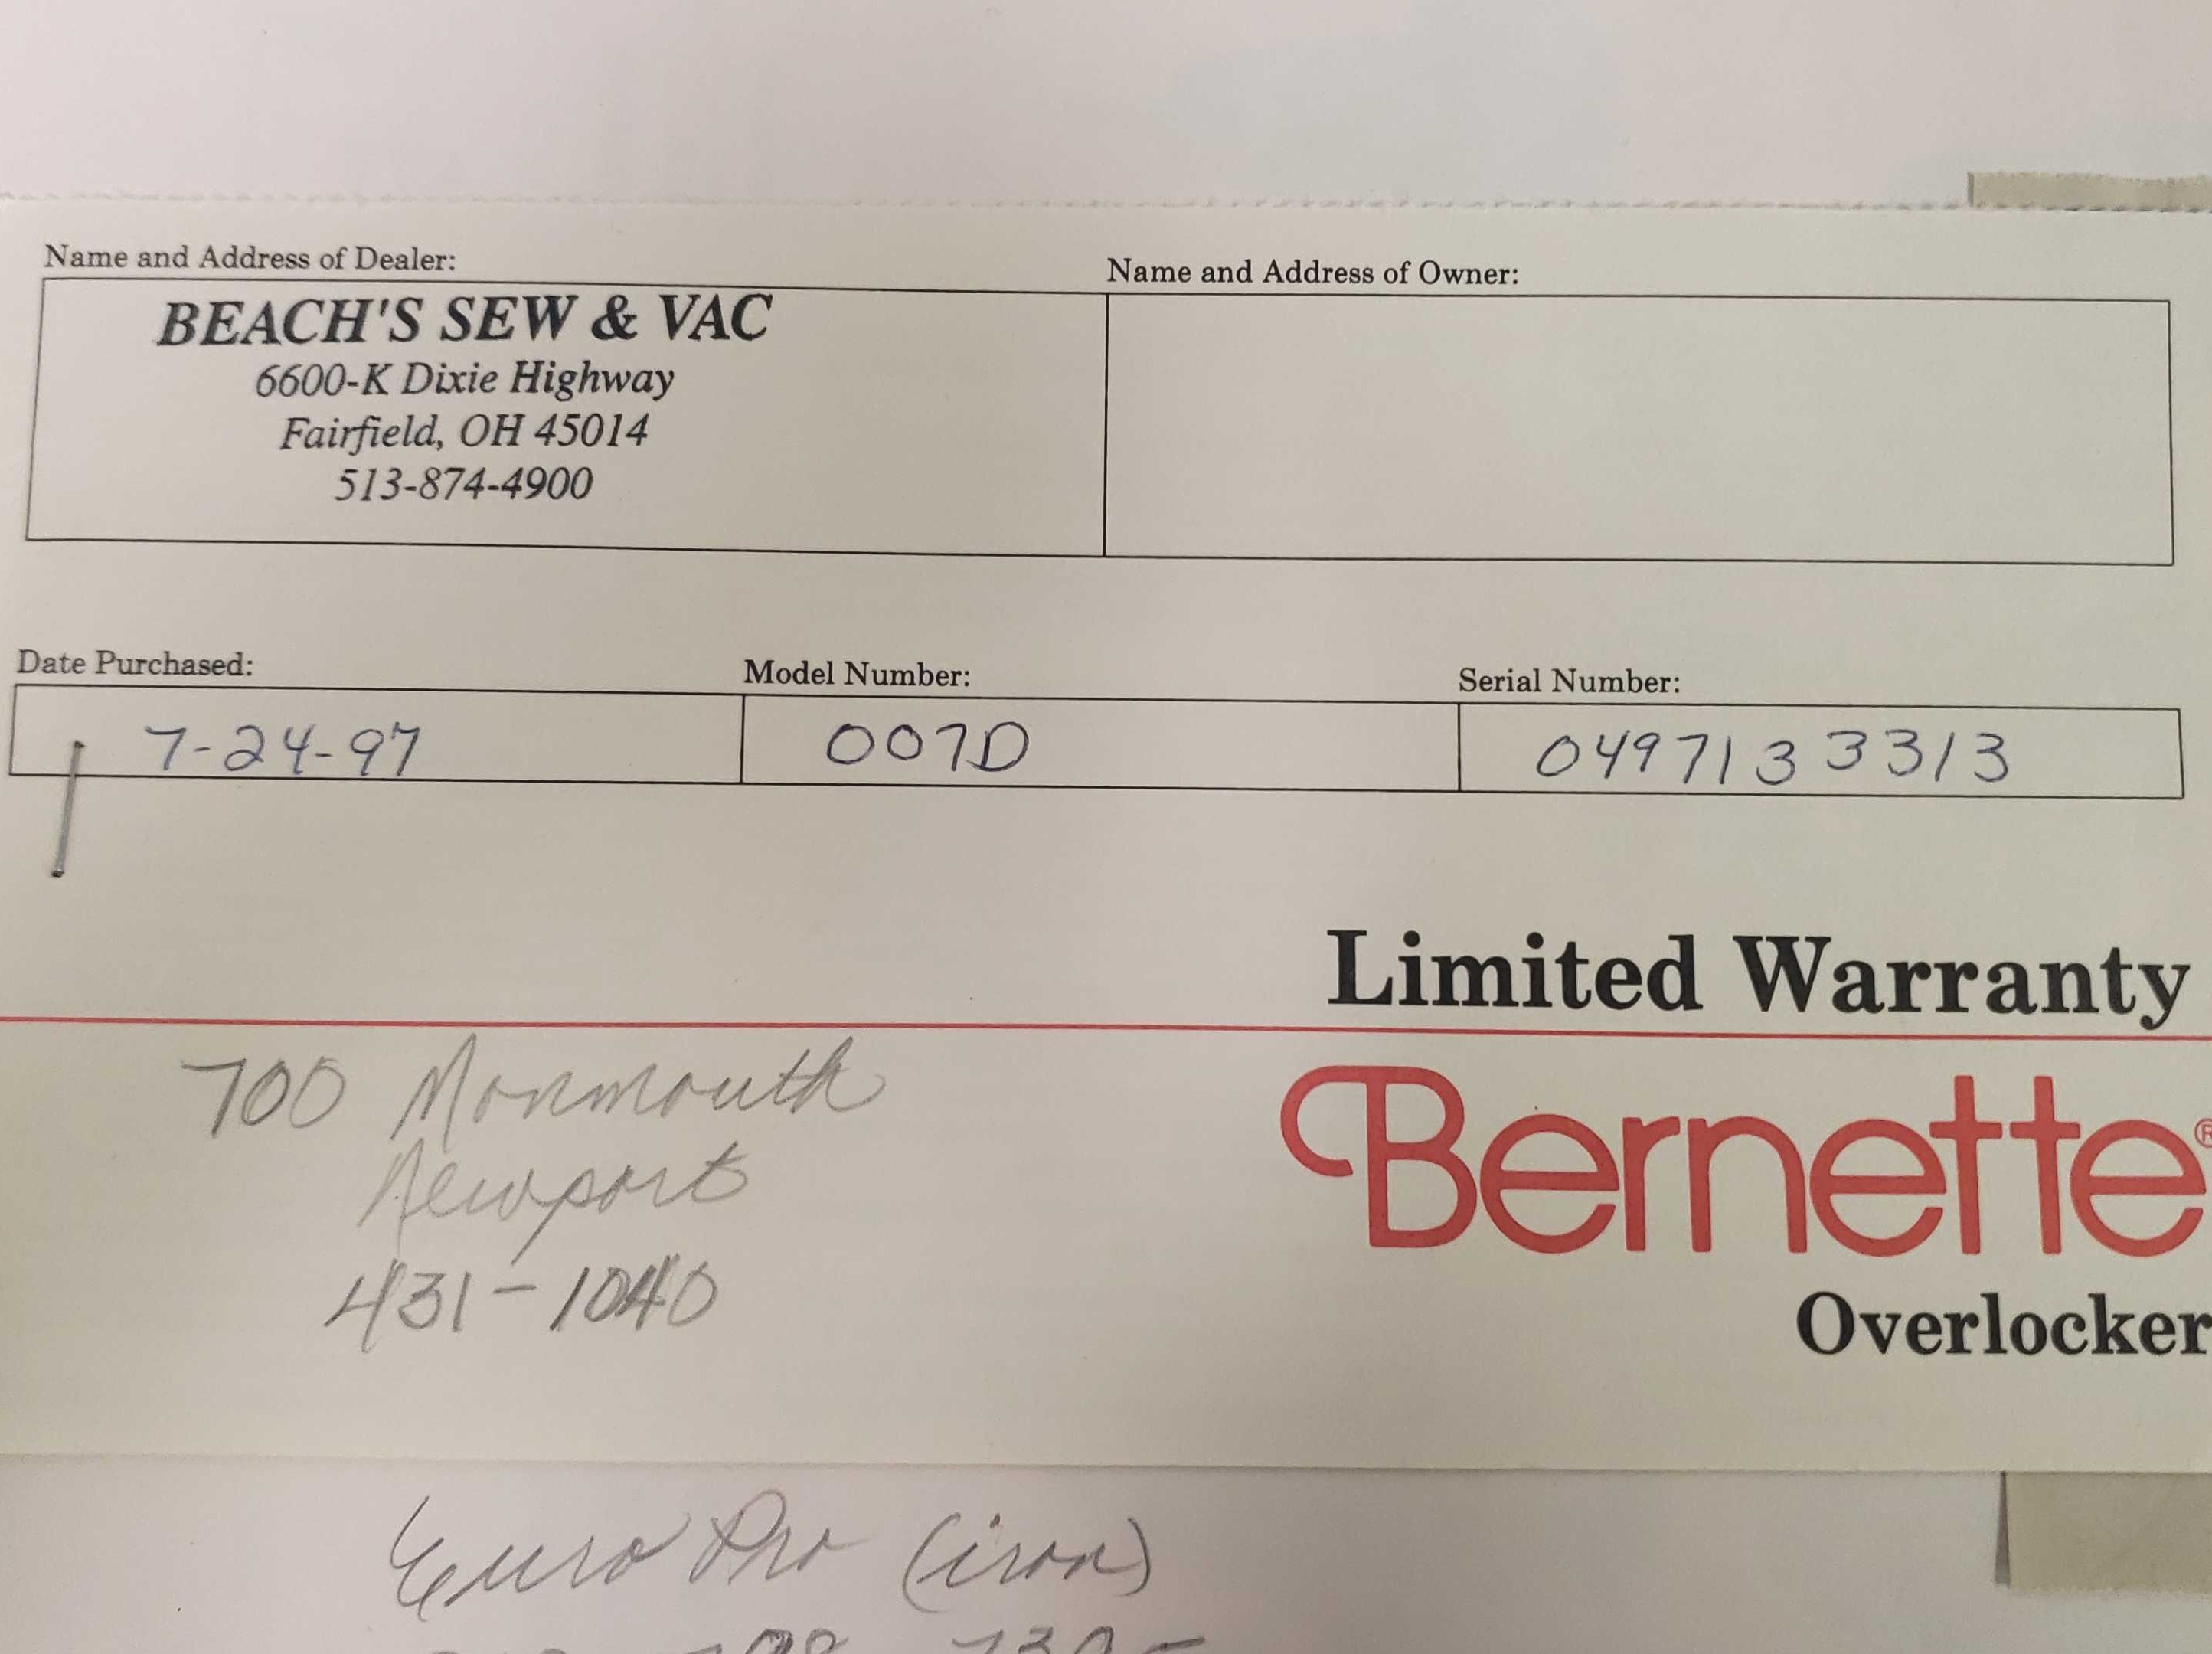 Name and Address of Dealer:
BEACH'S SEW & VAC
6600-K Dixie Highway
Fairfield, OH 45014
513-874-4900
Name and Address of Owner:
Date Purchased:
7-24-97
Model Number:
007D
Serial Number:
0497133313
Limited Warranty
Bernette®
Overlocker
700 Monmouth
Newport
431-1040
Euro Pro (iron)